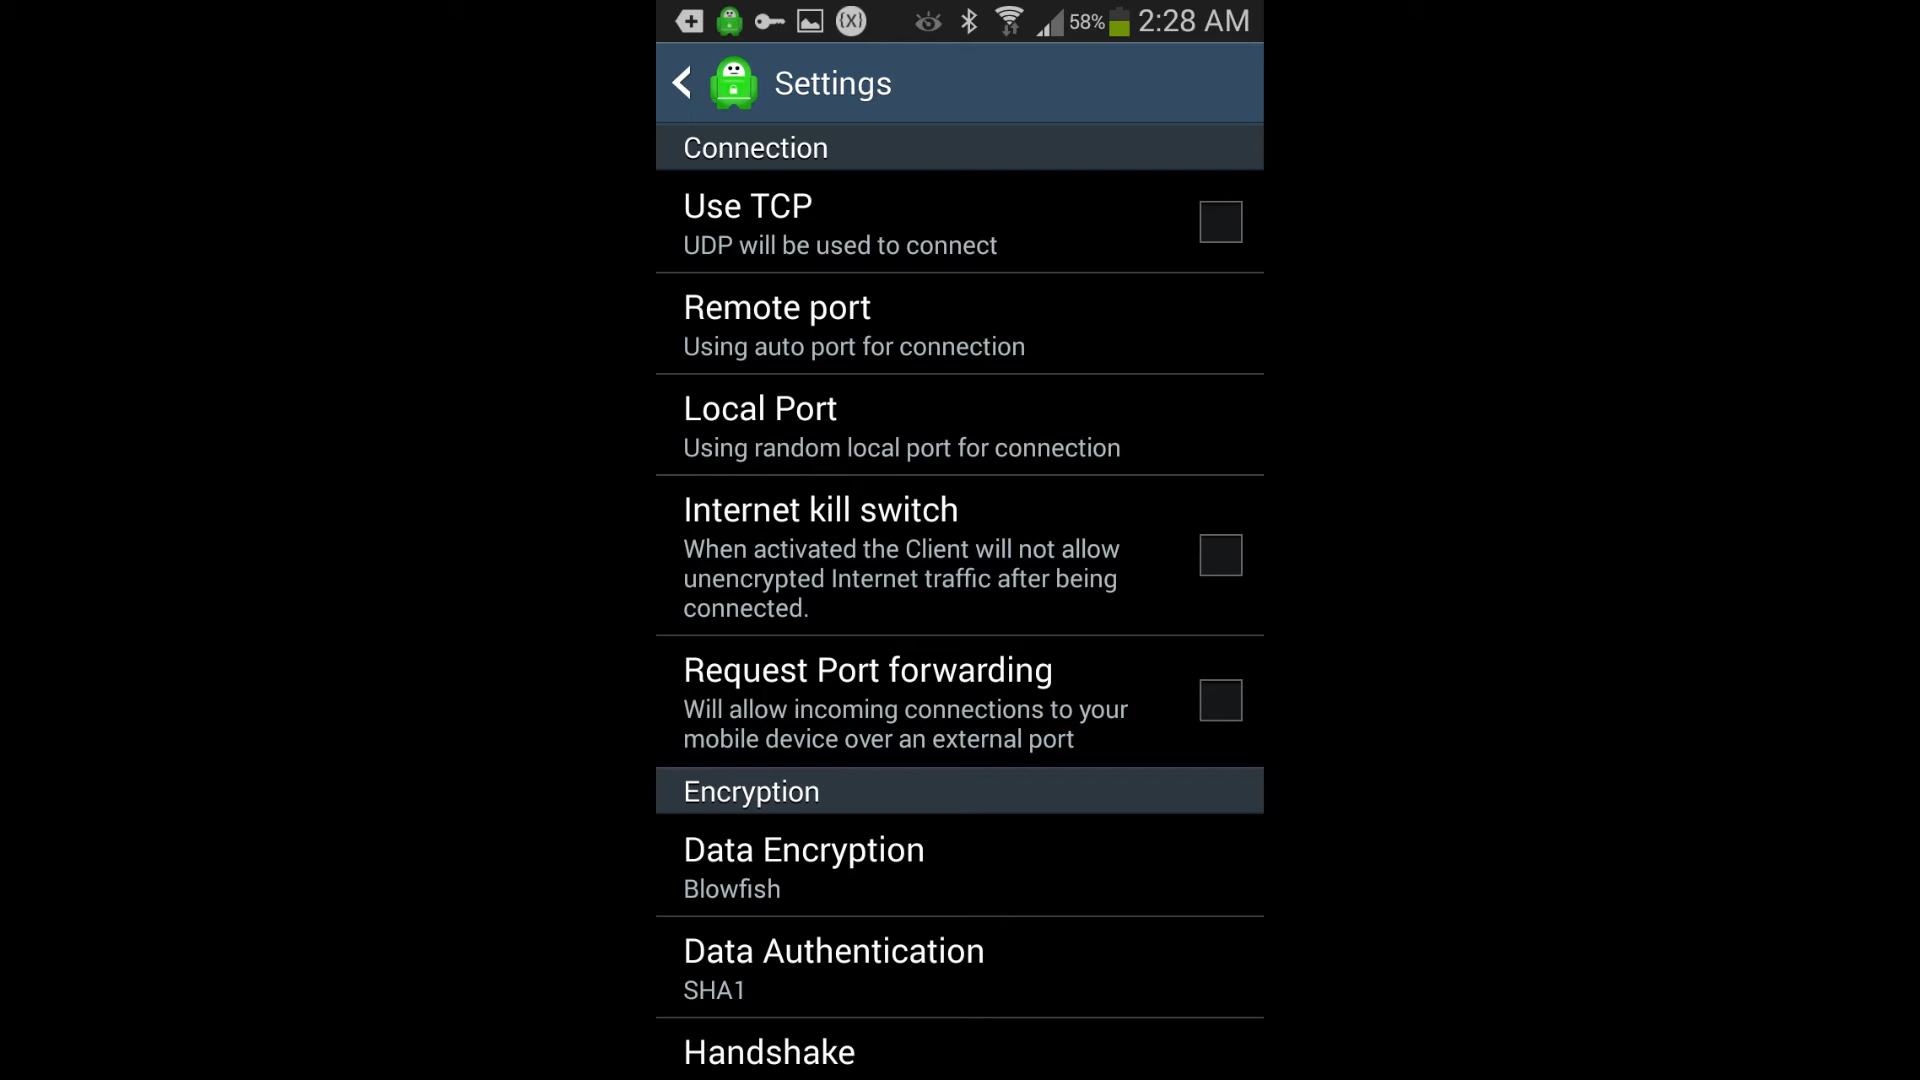 58% 2:28 AM
Settings
Connection
Use TCP
UDP will be used to connect
Remote port
Using auto port for connection
Local Port
Using random local port for connection
Internet kill switch
When activated the Client will not allow
unencrypted Internet traffic after being
connected.
Request Port forwarding
Will allow incoming connections to your
mobile device over an external port
Encryption
Data Encryption
Blowfish
Data Authentication
SHA1
Handshake